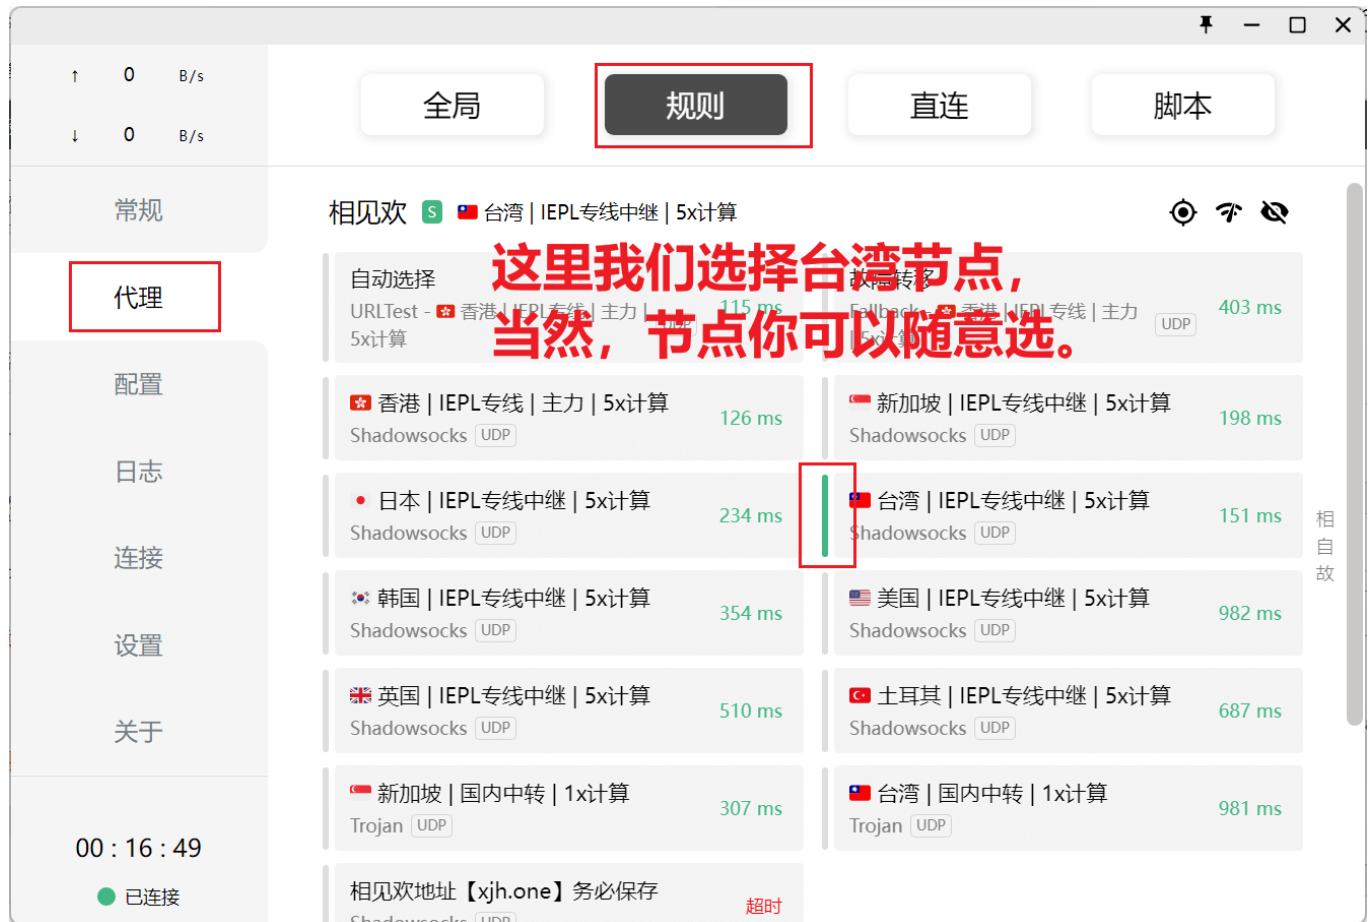 ↑ 0 B/s
↓ 0 B/s
全局
规则
直连
脚本
常规
代理
配置
日志
连接
设置
关于
00 : 16 : 49
已连接
相见欢 S 台湾 | IEPL专线中继 | 5x计算
这里我们选择台湾节点，
当然，节点你可以随意选。
自动选择
URLTest - 香港 | IEPL专线 | 主力 |
5x计算
UDP
115 ms
故障转移
Fallback - 香港 | IEPL专线 | 主力
| 5x计算
UDP
403 ms
香港 | IEPL专线 | 主力 | 5x计算
Shadowsocks UDP
126 ms
新加坡 | IEPL专线中继 | 5x计算
Shadowsocks UDP
198 ms
日本 | IEPL专线中继 | 5x计算
Shadowsocks UDP
234 ms
台湾 | IEPL专线中继 | 5x计算
Shadowsocks UDP
151 ms
韩国 | IEPL专线中继 | 5x计算
Shadowsocks UDP
354 ms
美国 | IEPL专线中继 | 5x计算
Shadowsocks UDP
982 ms
英国 | IEPL专线中继 | 5x计算
Shadowsocks UDP
510 ms
土耳其 | IEPL专线中继 | 5x计算
Shadowsocks UDP
687 ms
新加坡 | 国内中转 | 1x计算
Trojan UDP
307 ms
台湾 | 国内中转 | 1x计算
Trojan UDP
981 ms
相见欢地址【xjh.one】务必保存
Shadowsocks UDP
超时
相
自
故